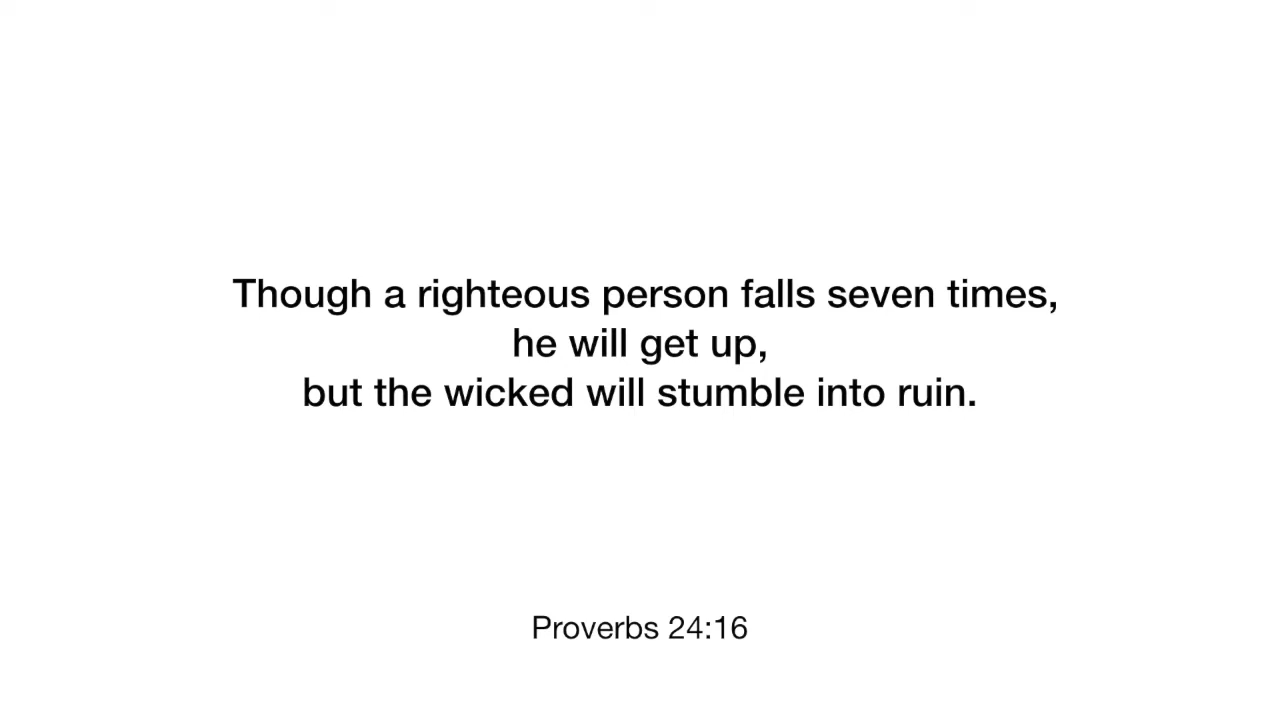 Though a righteous person falls seven times,
he will get up,
but the wicked will stumble into ruin.
Proverbs 24:16